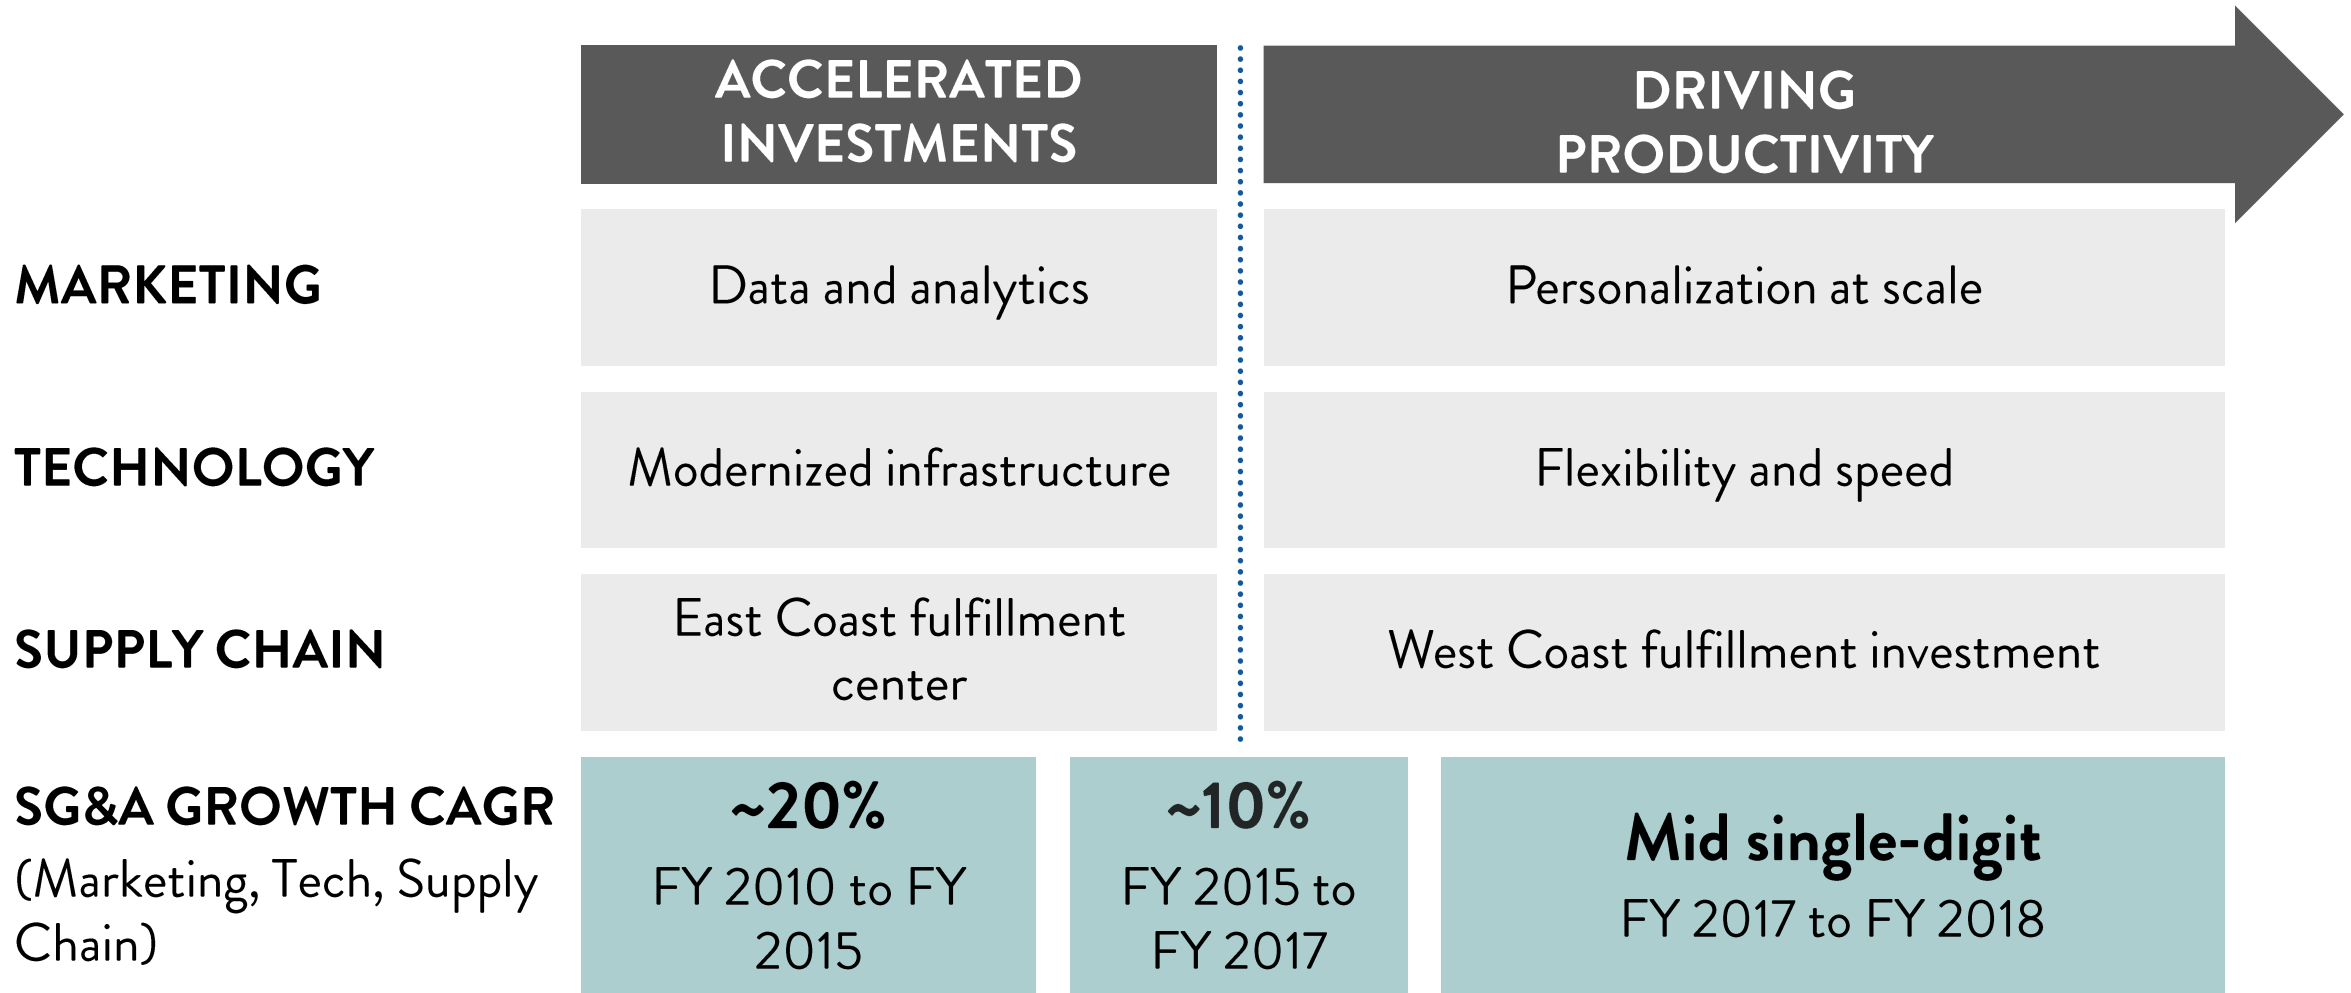 ACCELERATED
INVESTMENTS
DRIVING
PRODUCTIVITY
MARKETING
Data and analytics
Personalization at scale
TECHNOLOGY
Modernized infrastructure
Flexibility and speed
SUPPLY CHAIN
East Coast fulfillment
center
West Coast fulfillment investment
SG&A GROWTH CAGR
(Marketing, Tech, Supply
Chain)
~20%
FY 2010 to FY
2015
~10%
FY 2015 to
FY 2017
Mid single-digit
FY 2017 to FY 2018